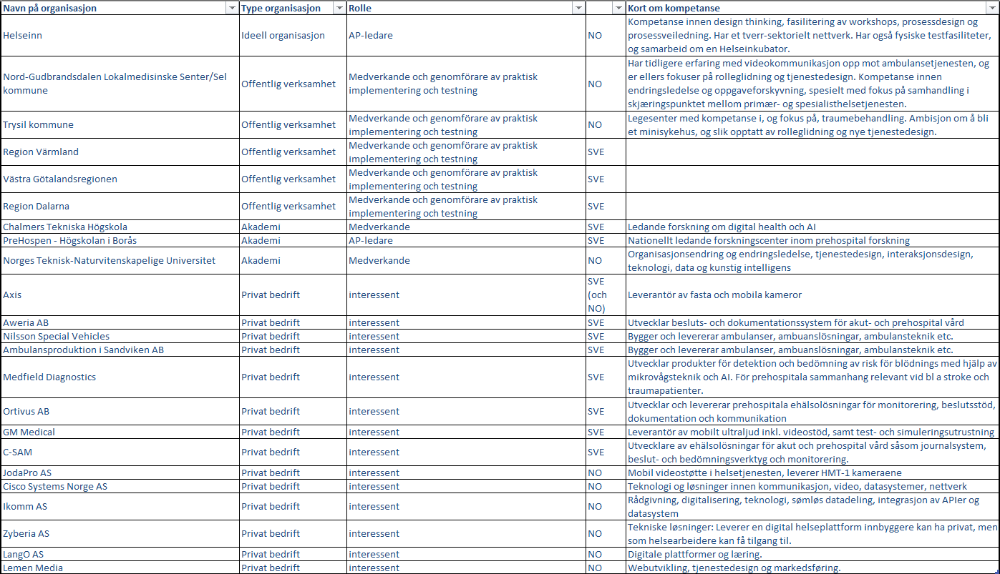 Navn på organisasjon Type organisasjon Rolle Kort om kompetanse
Helseinn Ideell organisasjon AP-ledare NO Kompetanse innen design thinking, fasilitering av workshops, prosessdesign og
prosessveiledning. Har et tverr-sektorielt nettverk. Har også fysiske testfasiliteter,
og samarbeid om en Helseinkubator.
Nord-Gudbrandsdalen Lokalmedisinske Senter/Sel
kommune
Offentlig verksamhet
Medverkande och genomförare av praktisk
implementering och testning
NO
Har tidligere erfaring med videokommunikasjon opp mot ambulansetjenesten, og
er ellers fokuser på rolleglidning og tjenestedesign. Kompetanse innen
endringsledelse og oppgaveforskyvning, spesielt med fokus på samhandling i
skjæringspunktet mellom primær- og spesialisthelsetjenesten.
Trysil kommune Offentlig verksamhet
Medverkande och genomförare av praktisk
implementering och testning
NO
Legesenter med kompetanse i, og fokus på, traumebehandling. Ambisjon om å bli
et minisykehus, og slik opptatt av rolleglidning og nye tjenestedesign.
Region Värmland Offentlig verksamhet
Medverkande och genomförare av praktisk
implementering och testning
SVE
Västra Götalandsregionen Offentlig verksamhet
Medverkande och genomförare av praktisk
implementering och testning
SVE
Region Dalarna Offentlig verksamhet
Medverkande och genomförare av praktisk
implementering och testning
SVE
Chalmers Tekniska Högskola Akademi Medverkande SVE Ledande forskning om digital health och AI
PreHospen - Högskolan i Borås Akademi AP-ledare SVE Nationellt ledande forskningscenter inom prehospital forskning
Norges Teknisk-Naturvitenskapelige Universitet Akademi Medverkande NO
Organisasjonsendring og endringsledelse, tjenestedesign, interaksjonsdesign,
teknologi, data og kunstig intelligens
Axis Privat bedrift interessent
SVE
(och
NO)
Leverantör av fasta och mobila kameror
Aweria AB Privat bedrift interessent SVE Utvecklar besluts- och dokumentationssystem för akut- och prehospital vård
Nilsson Special Vehicles Privat bedrift interessent SVE Bygger och levererar ambulanser, ambuanslösningar, ambulansteknik etc.
Ambulansproduktion i Sandviken AB Privat bedrift interessent SVE Bygger och levererar ambulanser, ambuanslösningar, ambulansteknik etc.
Medfield Diagnostics Privat bedrift interessent SVE
Utvecklar produkter för detektion och bedömning av risk för blödnings med hjälp av
mikrovågsteknik och AI. För prehospitala sammanhang relevant vid bl a stroke och
traumapatienter.
Ortivus AB Privat bedrift interessent SVE
Utvecklar och levererar prehospitala ehälsolösningar för monitorering, beslutsstöd,
dokumentation och kommunikation
GM Medical Privat bedrift interessent SVE Leverantör av mobilt ultraljud inkl. videostöd, samt test- och simuleringsutrustning
C-SAM Privat bedrift interessent SVE
Utvecklare av ehälsolösningar för akut och prehospital vård såsom journalsystem,
beslut- och bedömningsverktyg och monitorering.
JodaPro AS Privat bedrift interessent NO Mobil videostøtte i helsetjenesten, leverer HMT-1 kameraene
Cisco Systems Norge AS Privat bedrift interessent NO Teknologi og løsninger innen kommunikasjon, video, datasystemer, nettverk
Ikomm AS Privat bedrift interessent NO
Rådgivning, digitalisering, teknologi, sømløs datadeling, integrasjon av APIer og
datasystem
Zyberia AS Privat bedrift interessent NO
Tekniske løsninger: Leverer en digital helseplattform innbyggere kan ha privat, men
som helsearbeidere kan få tilgang til.
LangO AS Privat bedrift interessent NO Digitale plattformer og læring.
Lemen Media Privat bedrift interessent NO Webutvikling, tjenestedesign og markedsføring.